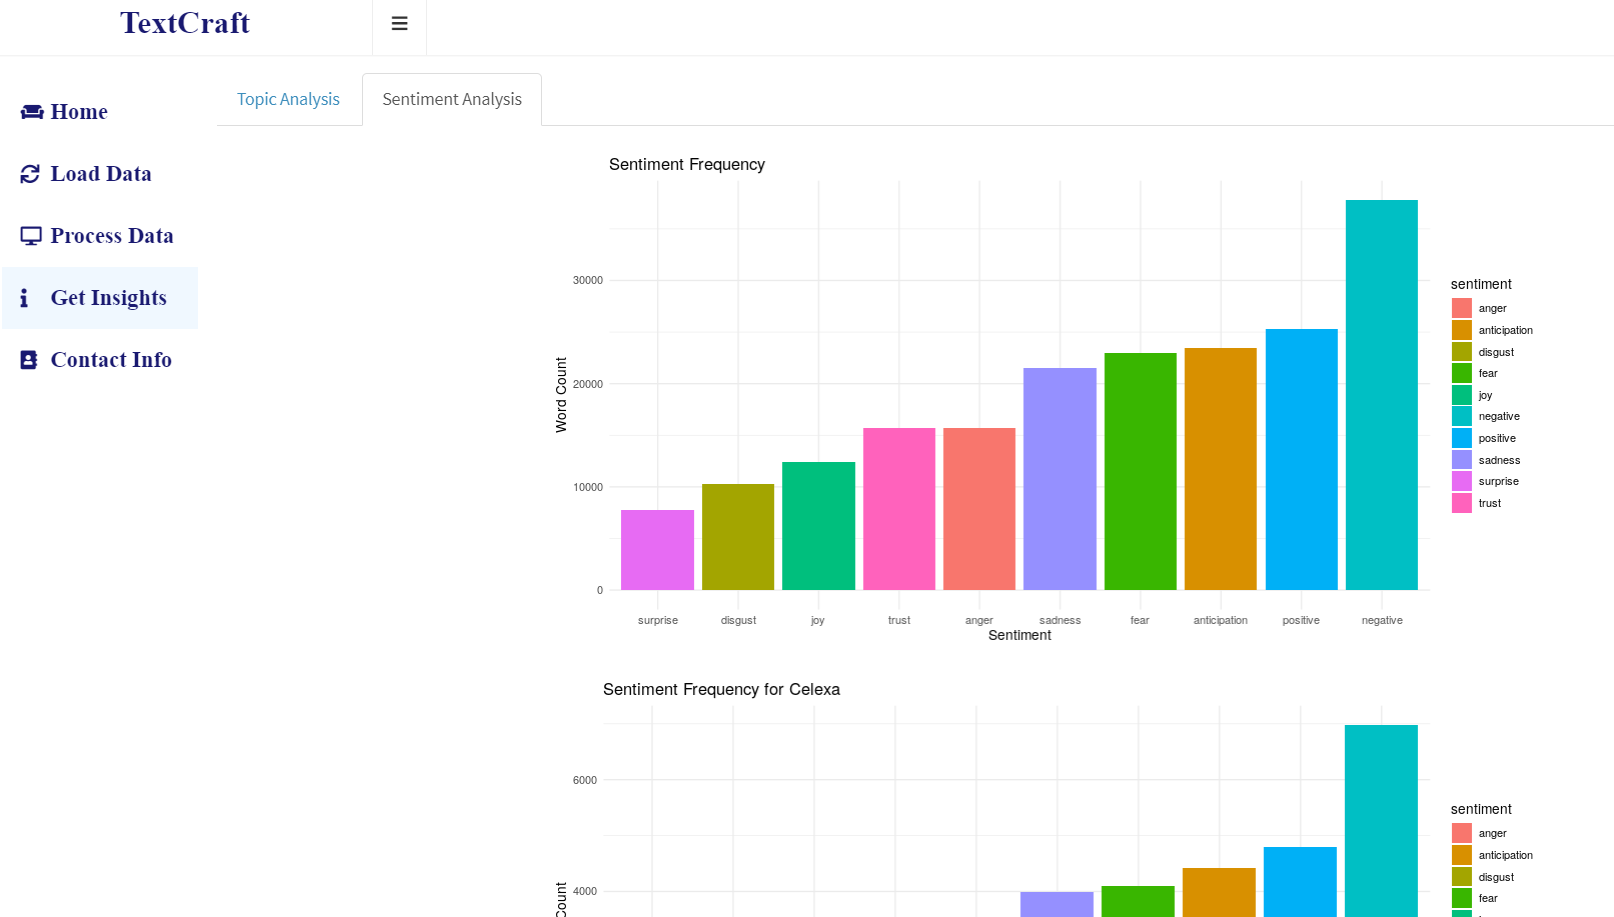 TextCraft
Home
Load Data
Process Data
Get Insights
Contact Info
Topic Analysis
Sentiment Analysis
Sentiment Frequency
30000
20000
10000
0
Word Count
surprise disgust joy trust anger sadness fear anticipation positive negative
Sentiment
sentiment
anger
anticipation
disgust
fear
joy
negative
positive
sadness
surprise
trust
Sentiment Frequency for Celexa
6000
4000
Count
sentiment
anger
anticipation
disgust
fear